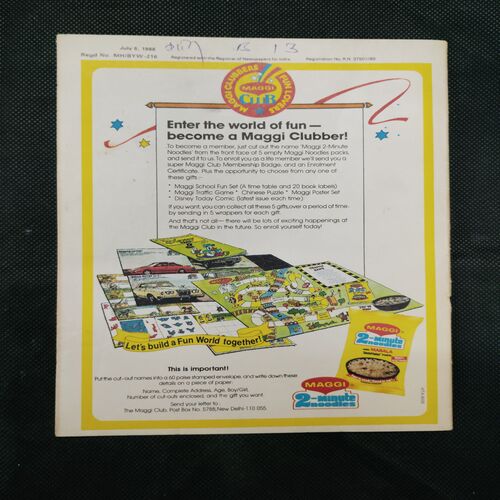 July 5, 1988
B 13
Regd No. MH/BYW-216 Registered with the Registrar of Newspapers for India Registration No. R.N. 37901/80
MAGGI CLUBBERS FUN LOVERS
MAGGI
CLUB
Enter the world of fun —
become a Maggi Clubber!
To become a member, just cut out the name 'Maggi 2-Minute
Noodles' from the front face of 5 empty Maggi Noodles packs,
and send it to us. To enroll you as a life member we'll send you a
super Maggi Club Membership Badge, and an Enrolment
Certificate. Plus the opportunity to choose from any one of
these gifts:-
* Maggi School Fun Set (A time table and 20 book labels)
* Maggi Traffic Game * Chinese Puzzle * Maggi Poster Set
* Disney Today Comic (latest issue each time)
If you want, you can collect all these 5 gifts, over a period of time
by sending in 5 wrappers for each gift.
And that's not all— there will be lots of exciting happenings at
the Maggi Club in the future. So enroll yourself today!
Let's build a Fun World together!
MAGGI
2-minute
noodles
MASALA
This is important!
Put the cut-out names into a 60 paise stamped envelope, and write down these
details on a piece of paper:
Name, Complete Address, Age, Boy/Girl,
Number of cut-outs enclosed, and the gift you want.
Send your letter to:
The Maggi Club, Post Box No. 5788, New Delhi-110 055.
MAGGI
2-minute
noodles